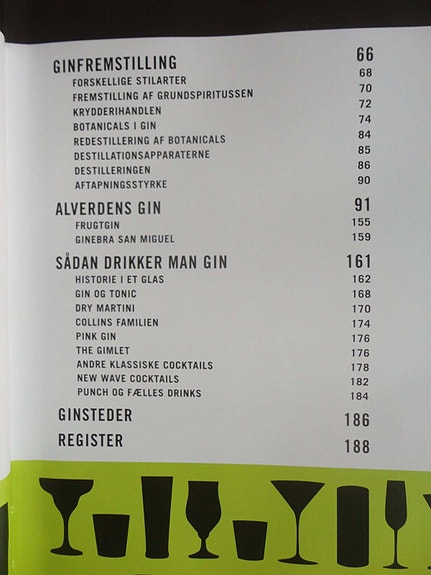 GINFREMSTILLING 66
FORSKELLIGE STILARTER 68
FREMSTILLING AF GRUNDSPIRITUSSEN 70
KRYDDERIHANDLEN 72
BOTANICALS I GIN 74
REDESTILLERING AF BOTANICALS 84
DESTILLATIONSAPPARATERNE 85
DESTILLERINGEN 86
AFTAPNINGSSTYRKE 90
ALVERDENS GIN 91
FRUGTGIN 155
GINEBRA SAN MIGUEL 159
SÅDAN DRIKKER MAN GIN 161
HISTORIE I ET GLAS 162
GIN OG TONIC 168
DRY MARTINI 170
COLLINS FAMILIEN 174
PINK GIN 176
THE GIMLET 176
ANDRE KLASSISKE COCKTAILS 178
NEW WAVE COCKTAILS 182
PUNCH OG FÆLLES DRINKS 184
GINSTEDER 186
REGISTER 188